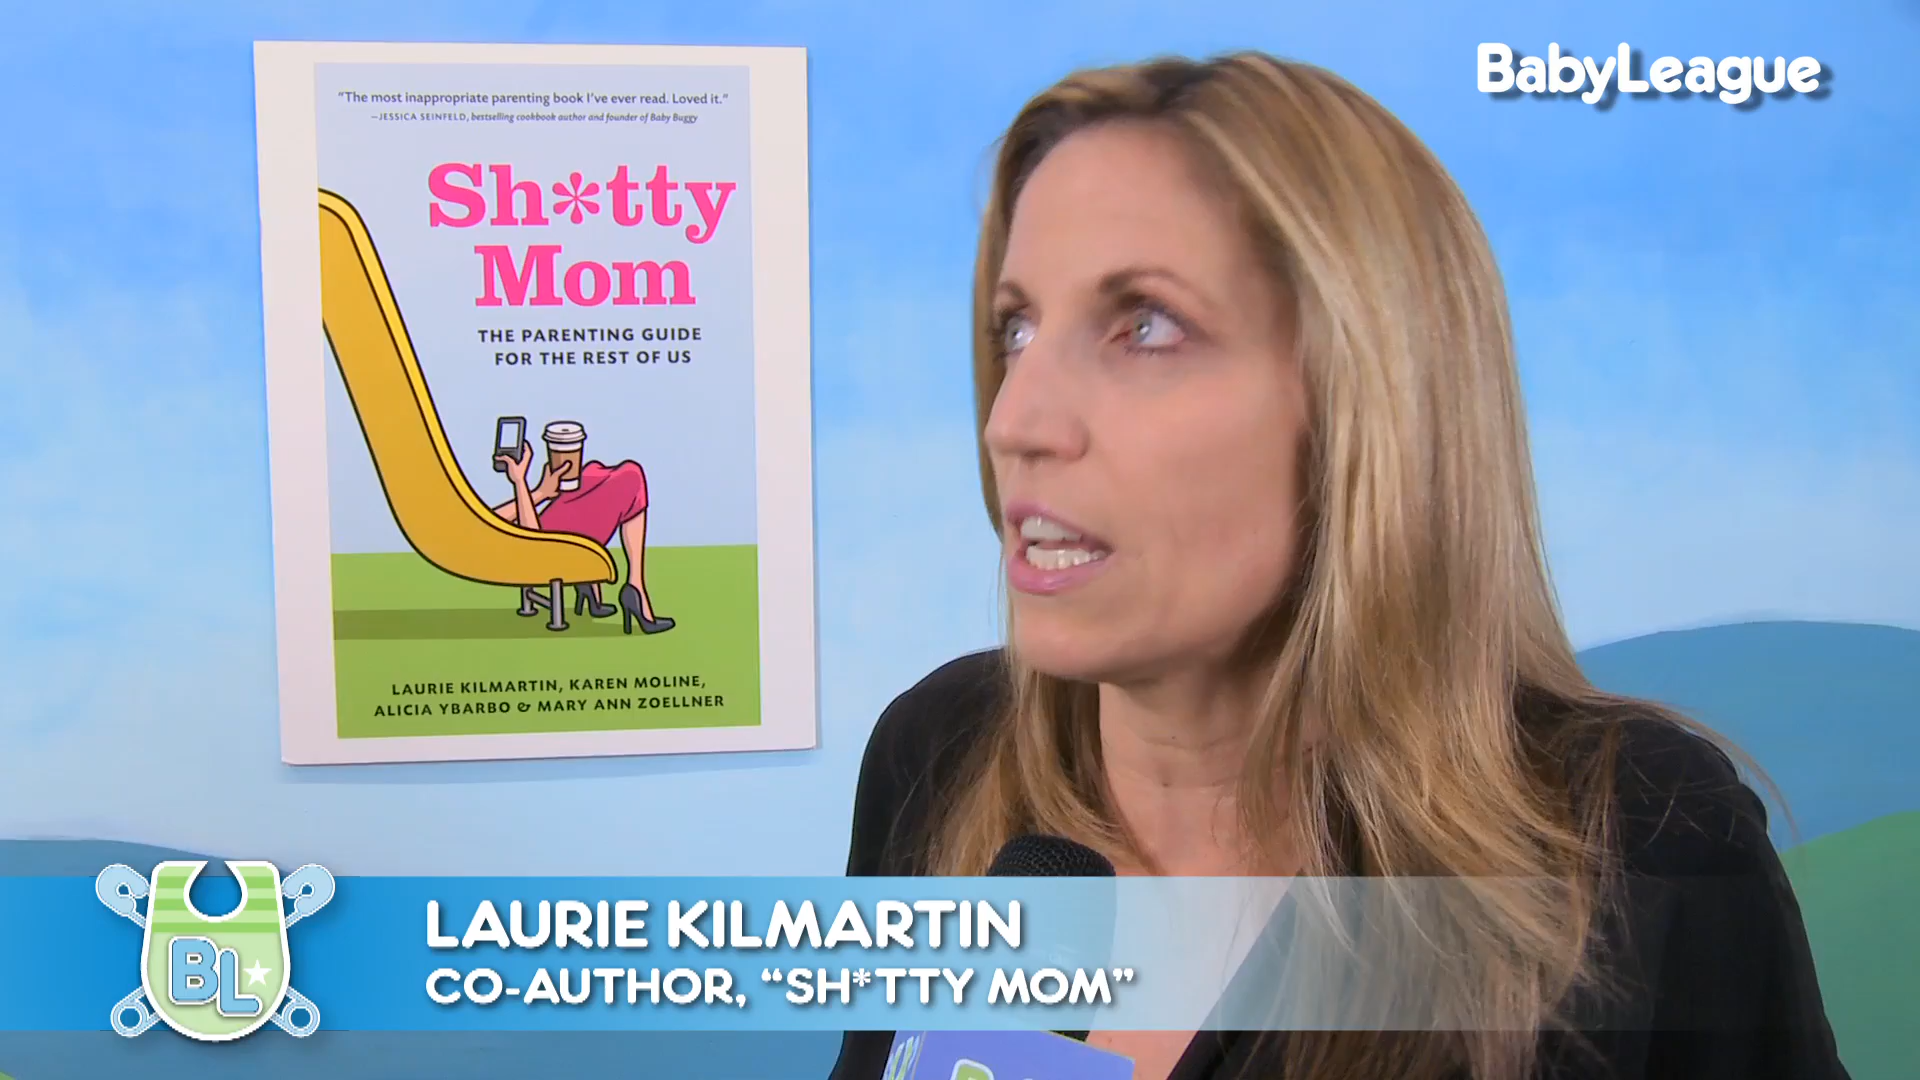 BabyLeague
"The most inappropriate parenting book I've ever read. Loved it."
—JESSICA SEINFELD, bestselling cookbook author and founder of Baby Buggy
Sh*tty
Mom
THE PARENTING GUIDE
FOR THE REST OF US
LAURIE KILMARTIN, KAREN MOLINE,
ALICIA YBARBO & MARY ANN ZOELLNER
BL
LAURIE KILMARTIN
CO-AUTHOR, “SH*TTY MOM”